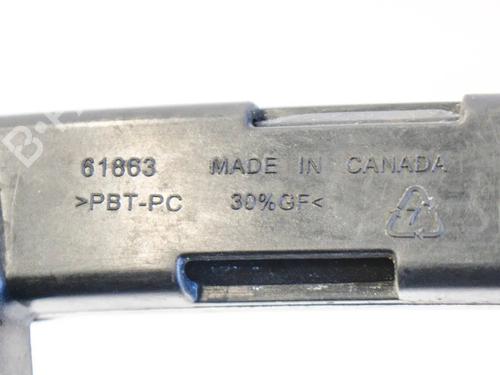 61863 MADE IN CANADA
>PBT-PC 30%GF<
7